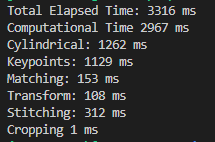 Total Elapsed Time: 3316 ms
Computational Time 2967 ms
Cylindrical: 1262 ms
Keypoints: 1129 ms
Matching: 153 ms
Transform: 108 ms
Stitching: 312 ms
Cropping 1 ms